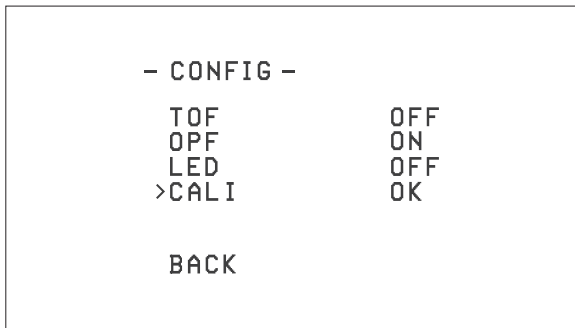 - CONFIG -
TOF OFF
OPF ON
LED OFF
>CALI OK
BACK